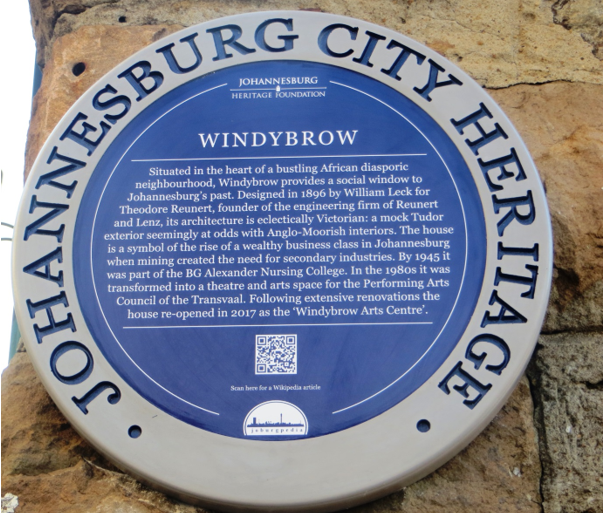 JOHANNESBURG CITY HERITAGE
JOHANNESBURG
HERITAGE FOUNDATION
WINDYBROW
Situated in the heart of a bustling African diasporic
neighbourhood, Windybrow provides a social window to
Johannesburg's past. Designed in 1896 by William Leck for
Theodore Reunert, founder of the engineering firm of Reunert
and Lenz, its architecture is eclectically Victorian: a mock Tudor
exterior seemingly at odds with Anglo-Moorish interiors. The house
is a symbol of the rise of a wealthy business class in Johannesburg
when mining created the need for secondary industries. By 1945 it
was part of the BG Alexander Nursing College. In the 1980s it was
transformed into a theatre and arts space for the Performing Arts
Council of the Transvaal. Following extensive renovations the
house re-opened in 2017 as the 'Windybrow Arts Centre'.
Scan here for a Wikipedia article
joburgpedia